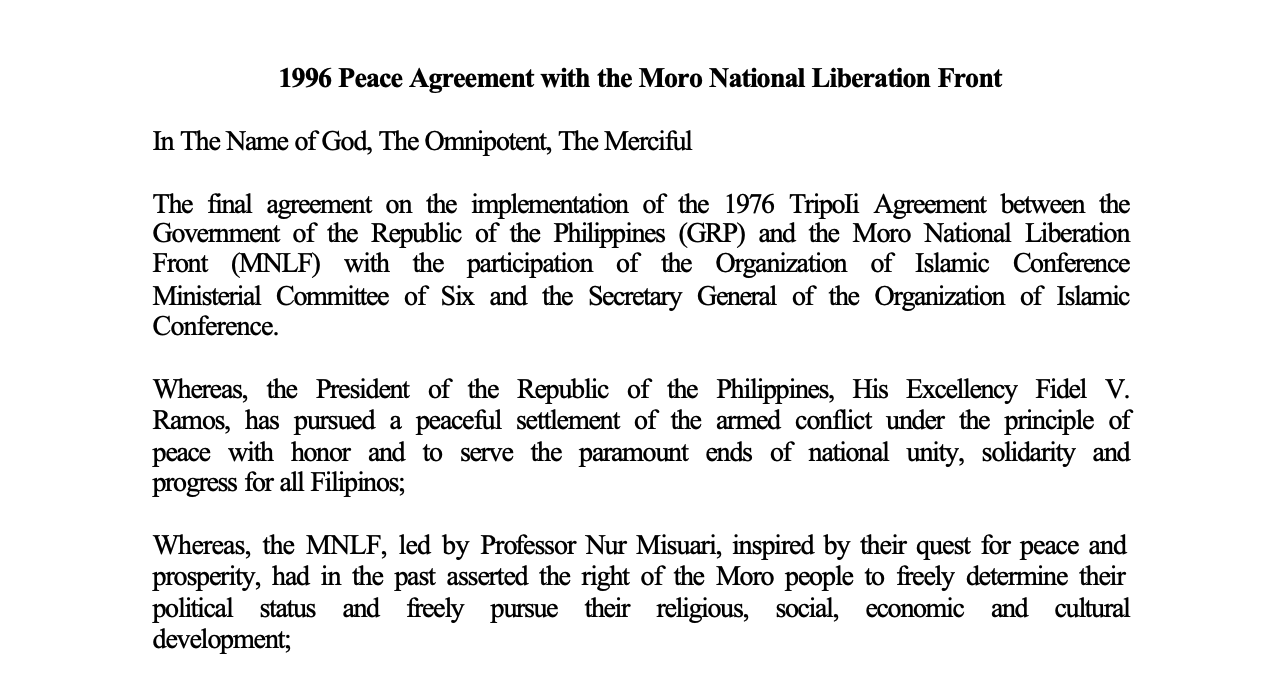 1996 Peace Agreement with the Moro National Liberation Front
In The Name of God, The Omnipotent, The Merciful
The final agreement on the implementation of the 1976 TripoIi Agreement between the
Government of the Republic of the Philippines (GRP) and the Moro National Liberation
Front (MNLF) with the participation of the Organization of Islamic Conference
Ministerial Committee of Six and the Secretary General of the Organization of Islamic
Conference.
Whereas, the President of the Republic of the Philippines, His Excellency Fidel V.
Ramos, has pursued a peaceful settlement of the armed conflict under the principle of
peace with honor and to serve the paramount ends of national unity, solidarity and
progress for all Filipinos;
Whereas, the MNLF, led by Professor Nur Misuari, inspired by their quest for peace and
prosperity, had in the past asserted the right of the Moro people to freely determine their
political status and freely pursue their religious, social, economic and cultural
development;